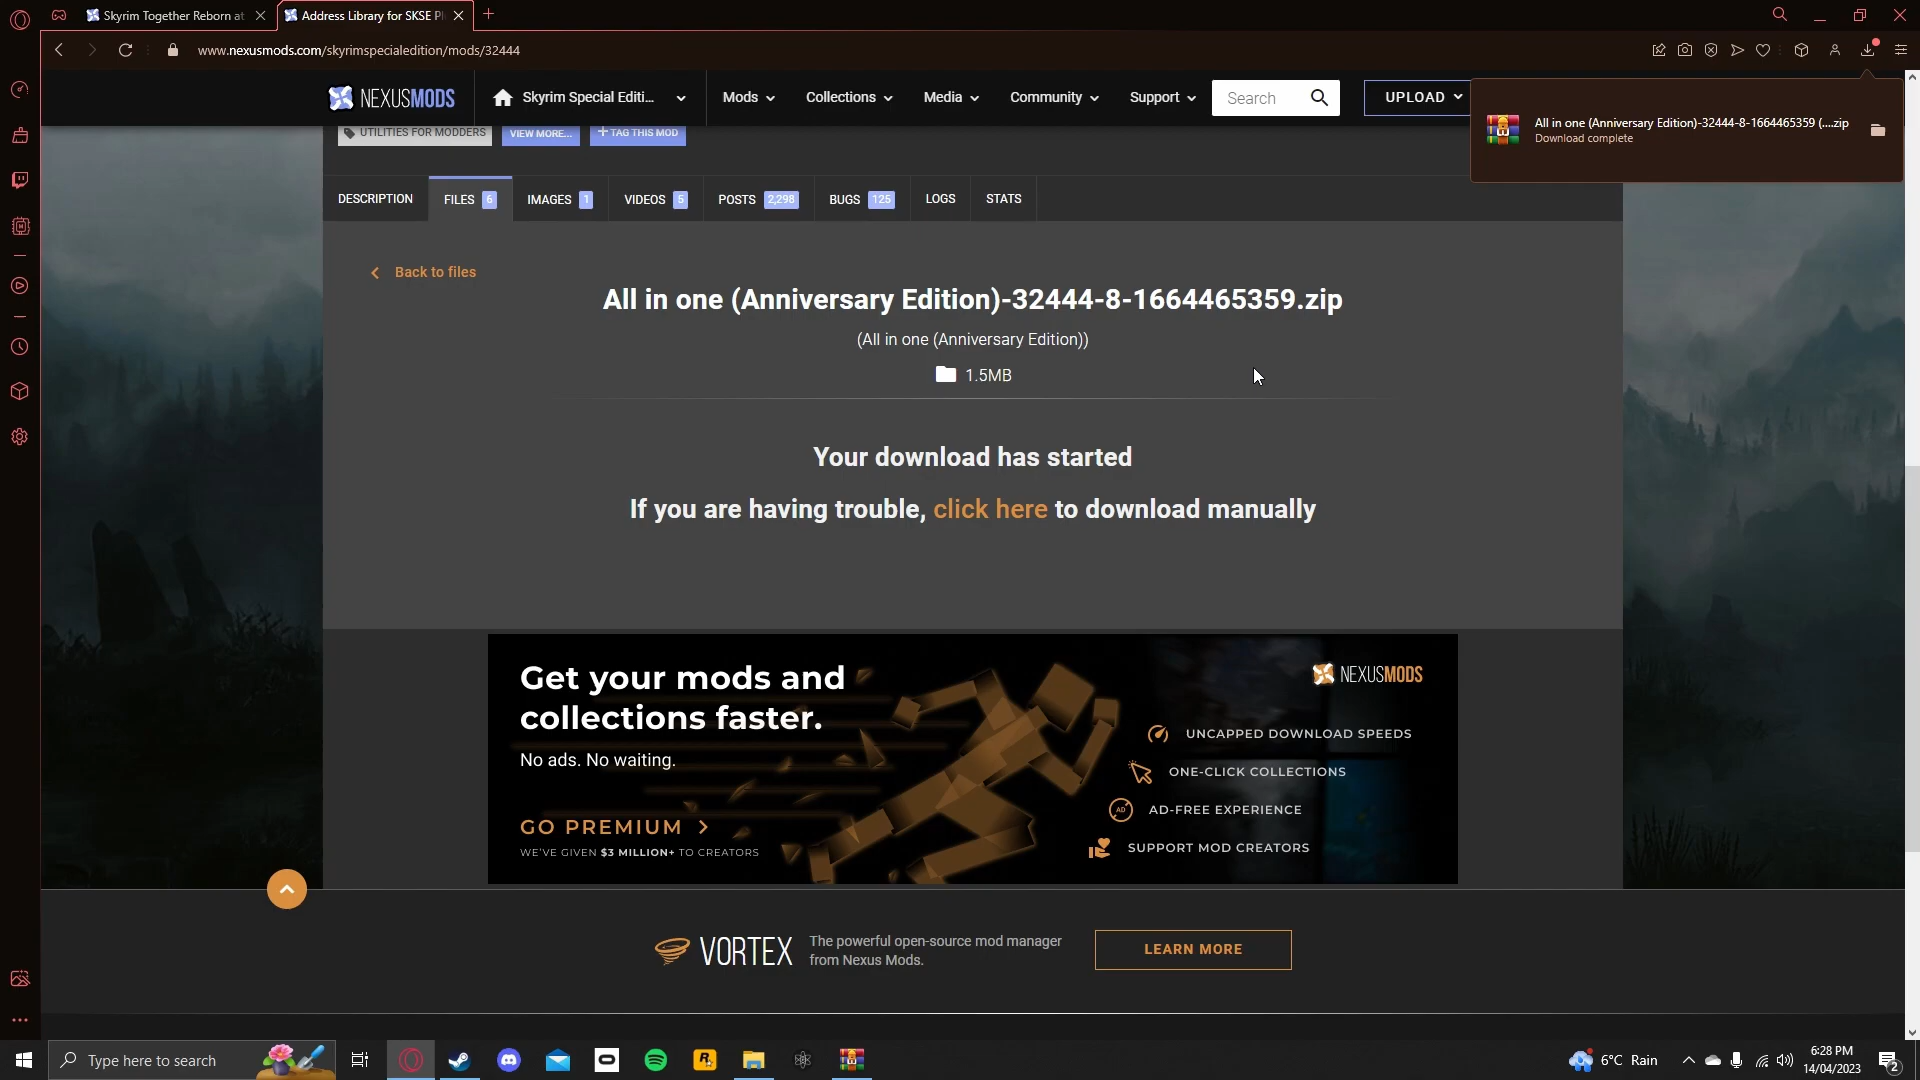 Skyrim Together Reborn at
Address Library for SKSE Pl
www.nexusmods.com/skyrimspecialedition/mods/32444
NEXUSMODS
Skyrim Special Editi...
Mods
Collections
Media
Community
Support
Search
UPLOAD
All in one (Anniversary Edition)-32444-8-1664465359 (....zip
Download complete
UTILITIES FOR MODDERS
VIEW MORE...
+ TAG THIS MOD
DESCRIPTION
FILES 6
IMAGES 1
VIDEOS 5
POSTS 2,298
BUGS 125
LOGS
STATS
Back to files
All in one (Anniversary Edition)-32444-8-1664465359.zip
(All in one (Anniversary Edition))
1.5MB
Your download has started
If you are having trouble, click here to download manually
Get your mods and
collections faster.
No ads. No waiting.
GO PREMIUM
WE'VE GIVEN $3 MILLION+ TO CREATORS
NEXUSMODS
UNCAPPED DOWNLOAD SPEEDS
ONE-CLICK COLLECTIONS
AD
AD-FREE EXPERIENCE
SUPPORT MOD CREATORS
VORTEX
The powerful open-source mod manager
from Nexus Mods.
LEARN MORE
Type here to search
6°C Rain
6:28 PM
14/04/2023
2